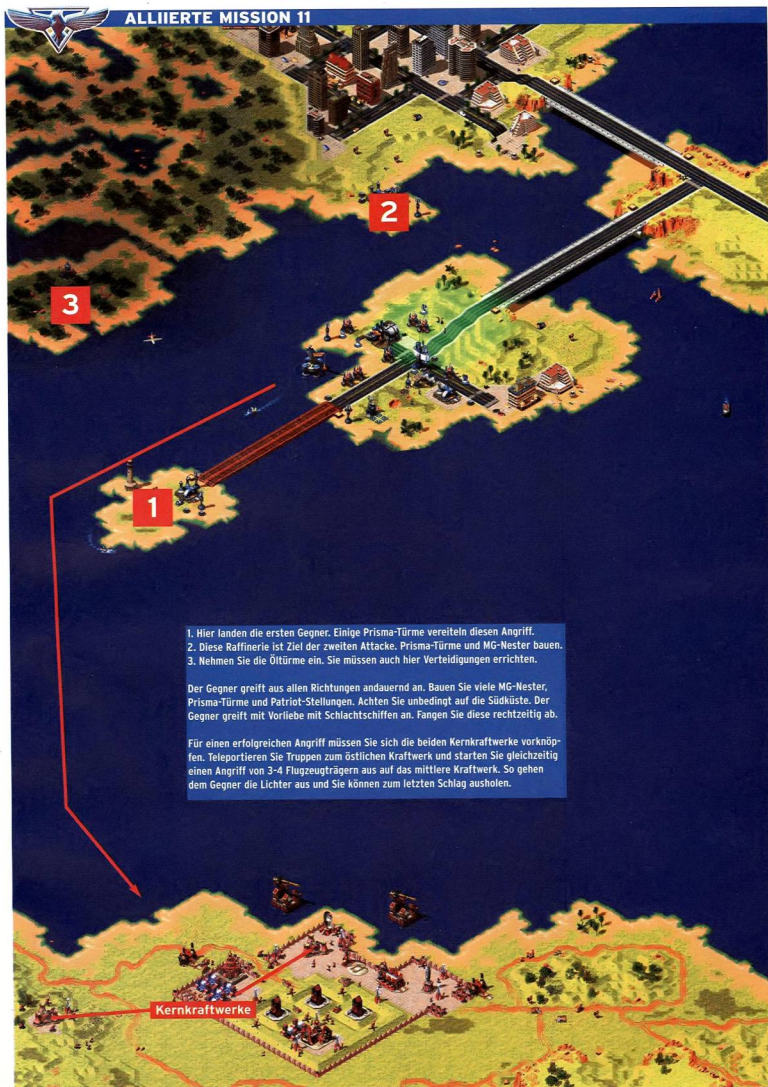 ALLIIERTE MISSION 11
2
3
1
1. Hier landen die ersten Gegner. Einige Prisma-Türme vereiteln diesen Angriff.
2. Diese Raffinerie ist Ziel der zweiten Attacke. Prisma-Türme und MG-Nester bauen.
3. Nehmen Sie die Öltürme ein. Sie müssen auch hier Verteidigungen errichten.
Der Gegner greift aus allen Richtungen andauernd an. Bauen Sie viele MG-Nester,
Prisma-Türme und Patriot-Stellungen. Achten Sie unbedingt auf die Südküste. Der
Gegner greift mit Vorliebe mit Schlachtschiffen an. Fangen Sie diese rechtzeitig ab.
Für einen erfolgreichen Angriff müssen Sie sich die beiden Kernkraftwerke vorknöp-
fen. Teleportieren Sie Truppen zum östlichen Kraftwerk und starten Sie gleichzeitig
einen Angriff von 3-4 Flugzeugträgern aus auf das mittlere Kraftwerk. So gehen
dem Gegner die Lichter aus und Sie können zum letzten Schlag ausholen.
Kernkraftwerke